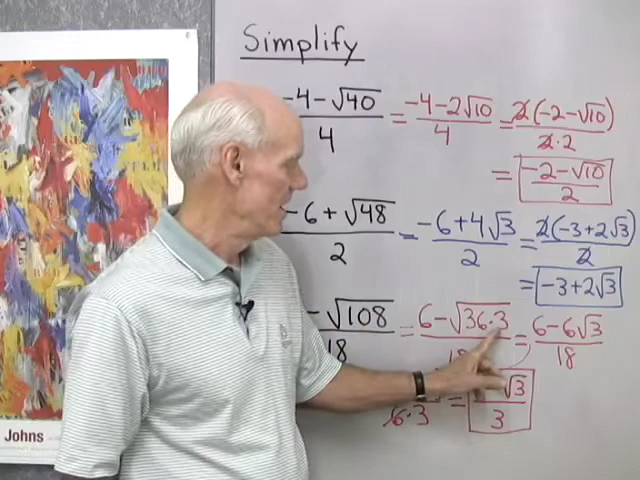 Simplify
-4-√40/4 = -4-2√10/4 = 2(-2-√10)/2·2
= -2-√10/2
-6+√48/2 = -6+4√3/2 = 2(-3+2√3)/2
= -3+2√3
-√108/18 = 6-√36·3/18 = 6-6√3/18
6·3 = √3/3
Johns